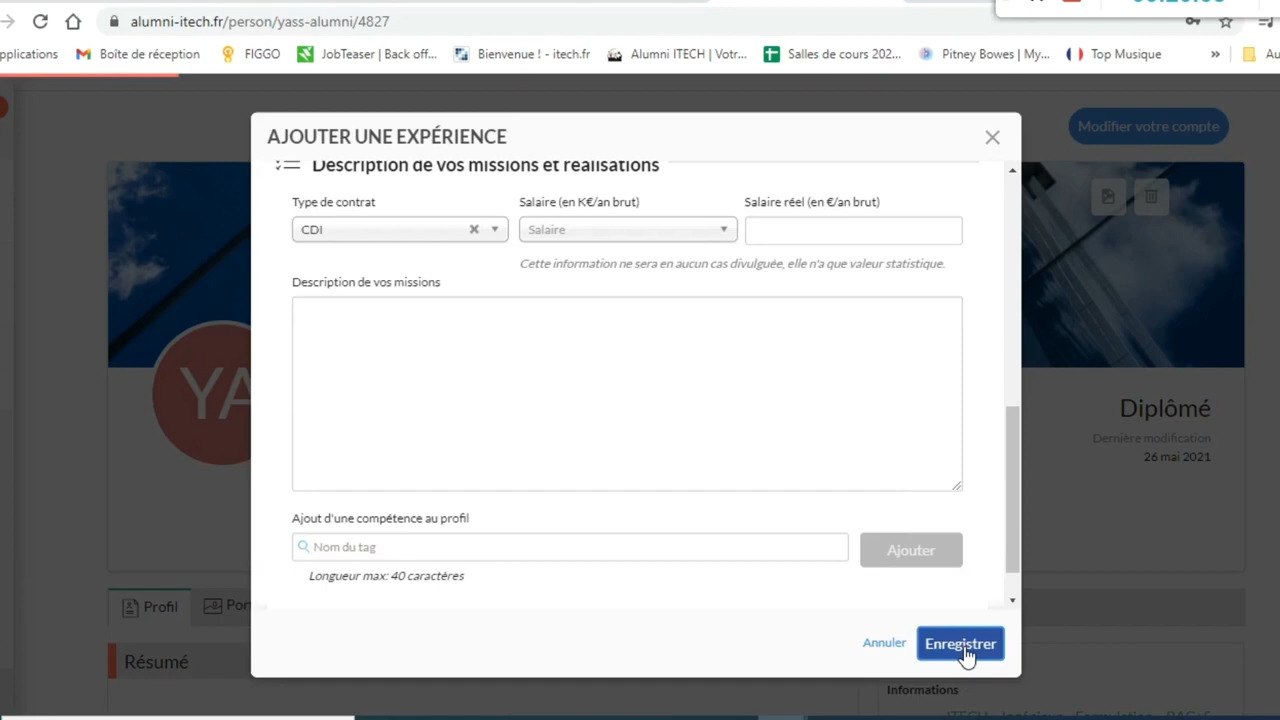 alumni-itech.fr/person/yass-alumni/4827
pplications Boîte de réception FIGGO JobTeaser | Back off... Bienvenue ! - itech.fr Alumni ITECH | Votr... Salles de cours 202... Pitney Bowes | My,... Top Musique » Au
AJOUTER UNE EXPÉRIENCE
Modifier votre compte
Description de vos missions et réalisations
Type de contrat Salaire (en K€/an brut) Salaire réel (en €/an brut)
CDI Salaire
Cette information ne sera en aucun cas divulguée, elle n'a que valeur statistique.
Description de vos missions
YA
Diplômé
Dernière modification
26 mai 2021
Ajout d'une compétence au profil
Nom du tag Ajouter
Longueur max: 40 caractères
Profil Por
Annuler Enregistrer
Résumé
Informations